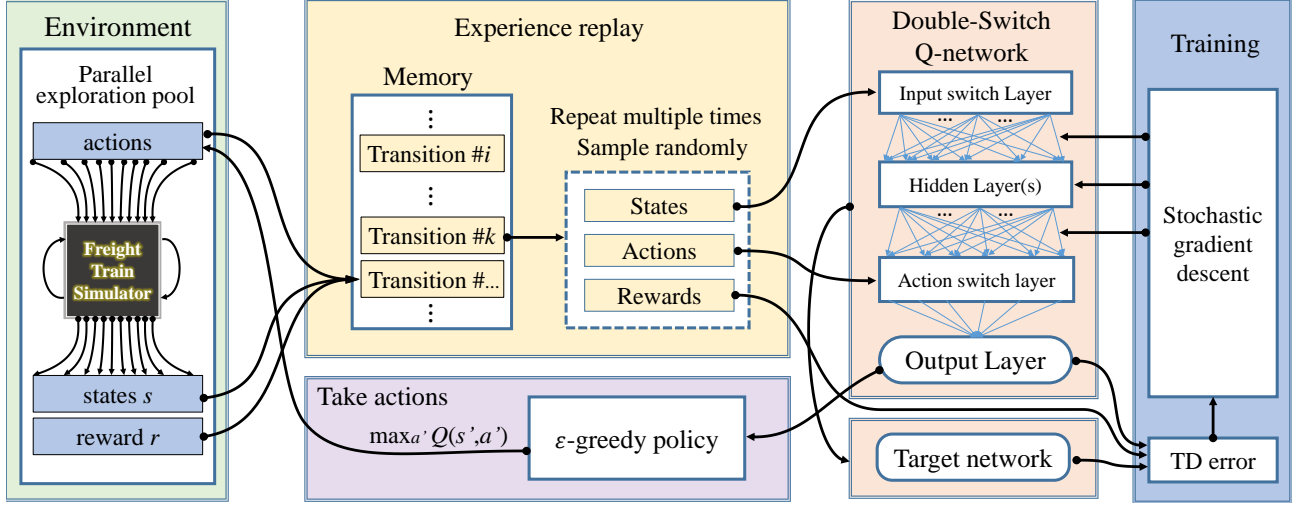 Environment
Parallel
exploration pool
actions
Freight
Train
Simulator
states s
reward r
Experience replay
Memory
⋮
Transition #i
⋮
Transition #k
Transition #...
⋮
Repeat multiple times
Sample randomly
States
Actions
Rewards
Take actions
maxₐ’ Q(s’,a’)
ε-greedy policy
Double-Switch
Q-network
Input switch Layer
... ...
Hidden Layer(s)
... ...
Action switch layer
Output Layer
Target network
Training
Stochastic
gradient
descent
TD error